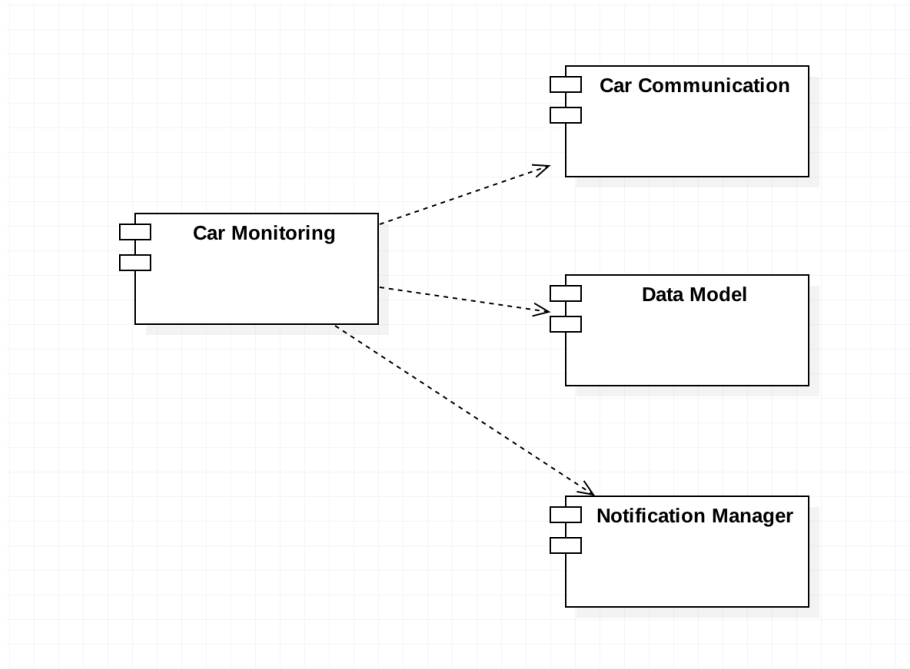 Car Communication
Car Monitoring
Data Model
Notification Manager